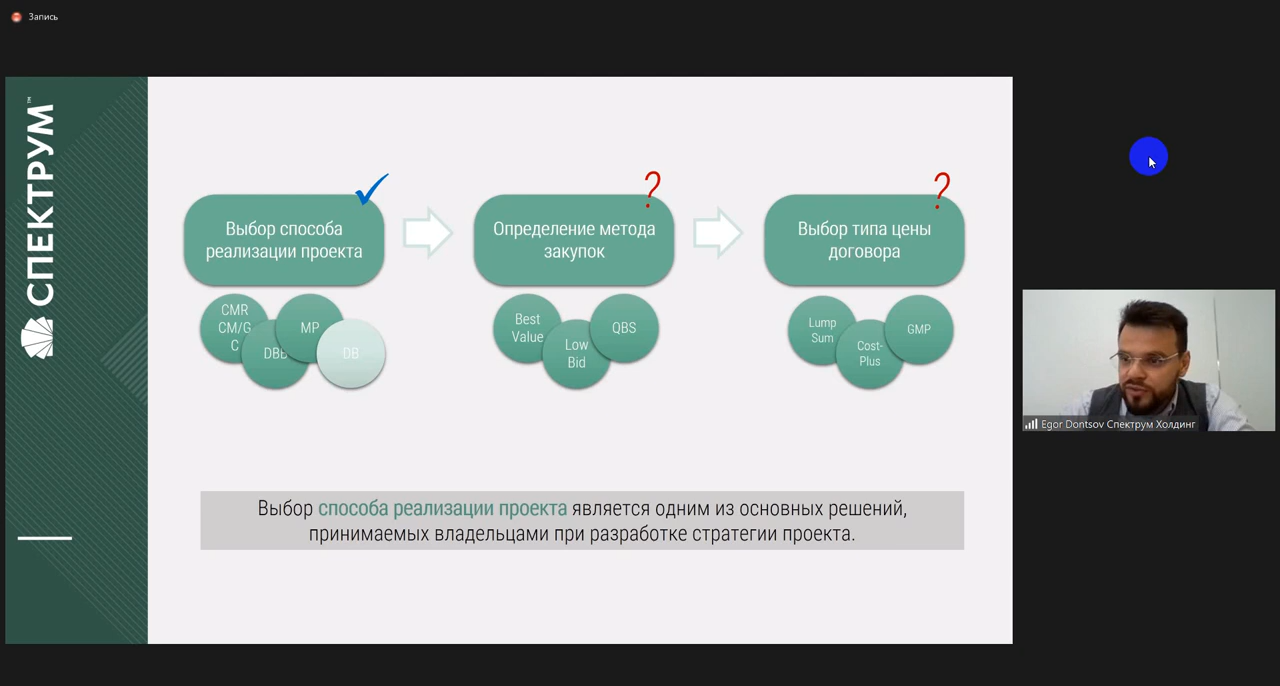 Запись
СПЕКТРУМ
Выбор способа
реализации проекта
?
Определение метода
закупок
?
Выбор типа цены
договора
CMR
CM/G
C
DBB
MP
DB
Best
Value
Low
Bid
QBS
Lump
Sum
Cost-
Plus
GMP
Выбор способа реализации проекта является одним из основных решений,
принимаемых владельцами при разработке стратегии проекта.
Egor Dontsov Спектрум Холдинг